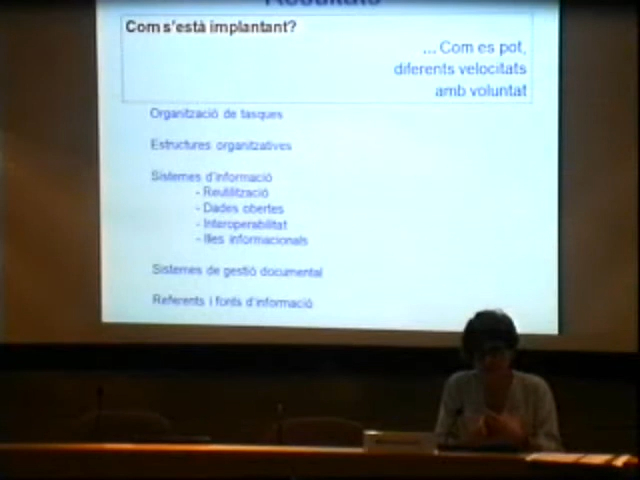 Resultats
Com s'està implantant?
... Com es pot,
diferents velocitats
amb voluntat
Organització de tasques
Estructures organitzatives
Sistemes d'informació
- Reutilització
- Dades obertes
- Interoperabilitat
- Illes informacionals
Sistemes de gestió documental
Referents i fonts d'informació